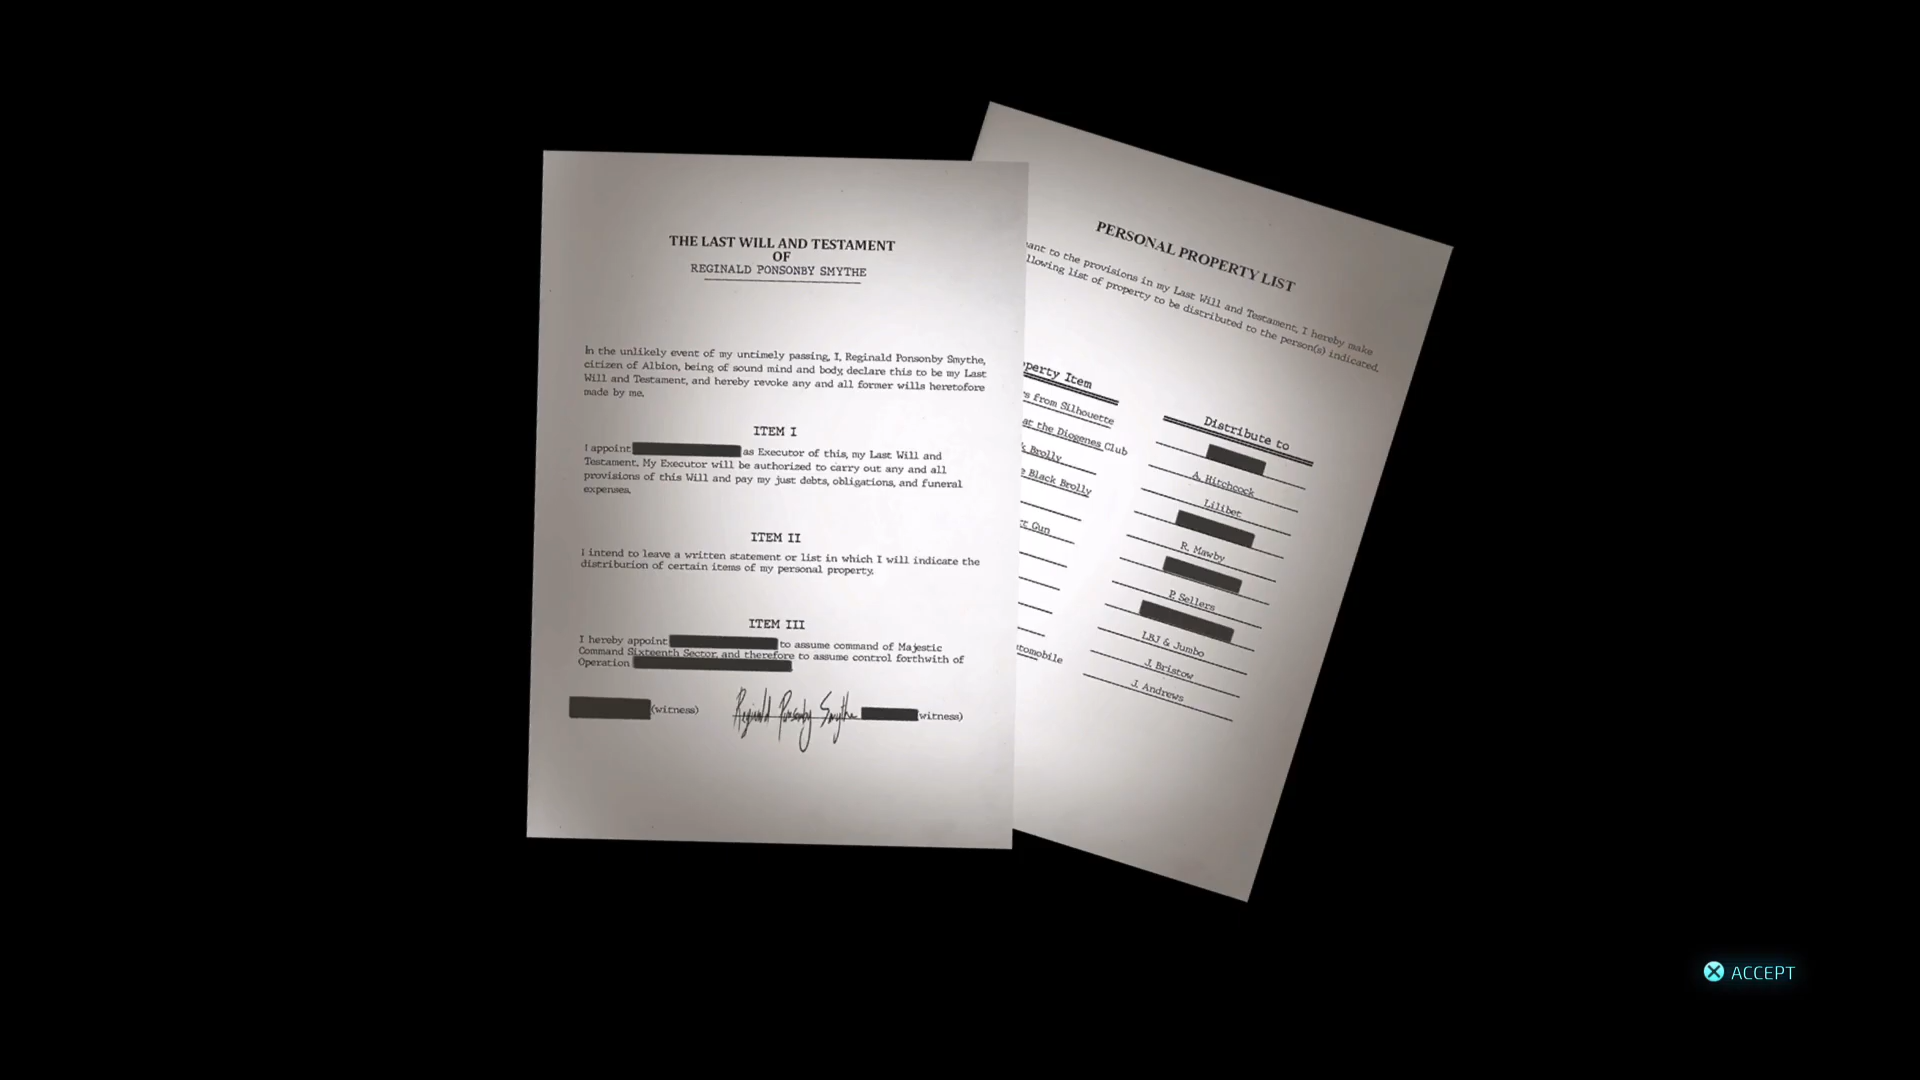 THE LAST WILL AND TESTAMENT
OF
REGINALD PONSONBY SMYTHE
In the unlikely event of my untimely passing, I, Reginald Ponsonby Smythe,
citizen of Albion, being of sound mind and body, declare this to be my Last
Will and Testament, and hereby revoke any and all former wills heretofore
made by me.
ITEM I
I appoint as Executor of this, my Last Will and
Testament. My Executor will be authorized to carry out any and all
provisions of this Will and pay my just debts, obligations, and funeral
expenses.
ITEM II
I intend to leave a written statement or list in which I will indicate the
distribution of certain items of my personal property.
ITEM III
I hereby appoint to assume command of Majestic
Command Sixteenth Sector, and therefore to assume control forthwith of
Operation
(witness) Reginald Ponsonby Smythe witness)
PERSONAL PROPERTY LIST
to the provisions in my Last Will and Testament, I hereby make
list of property to be distributed to the person(s) indicated.
Item
from Silhouette
at the Diogenes Club
Brolly
Black Brolly
Gun
Distribute to
A. Hitchcock
Lilibet
R. Mawby
P. Sellers
LBJ & Jumbo
J. Bristow
J. Andrews
ACCEPT